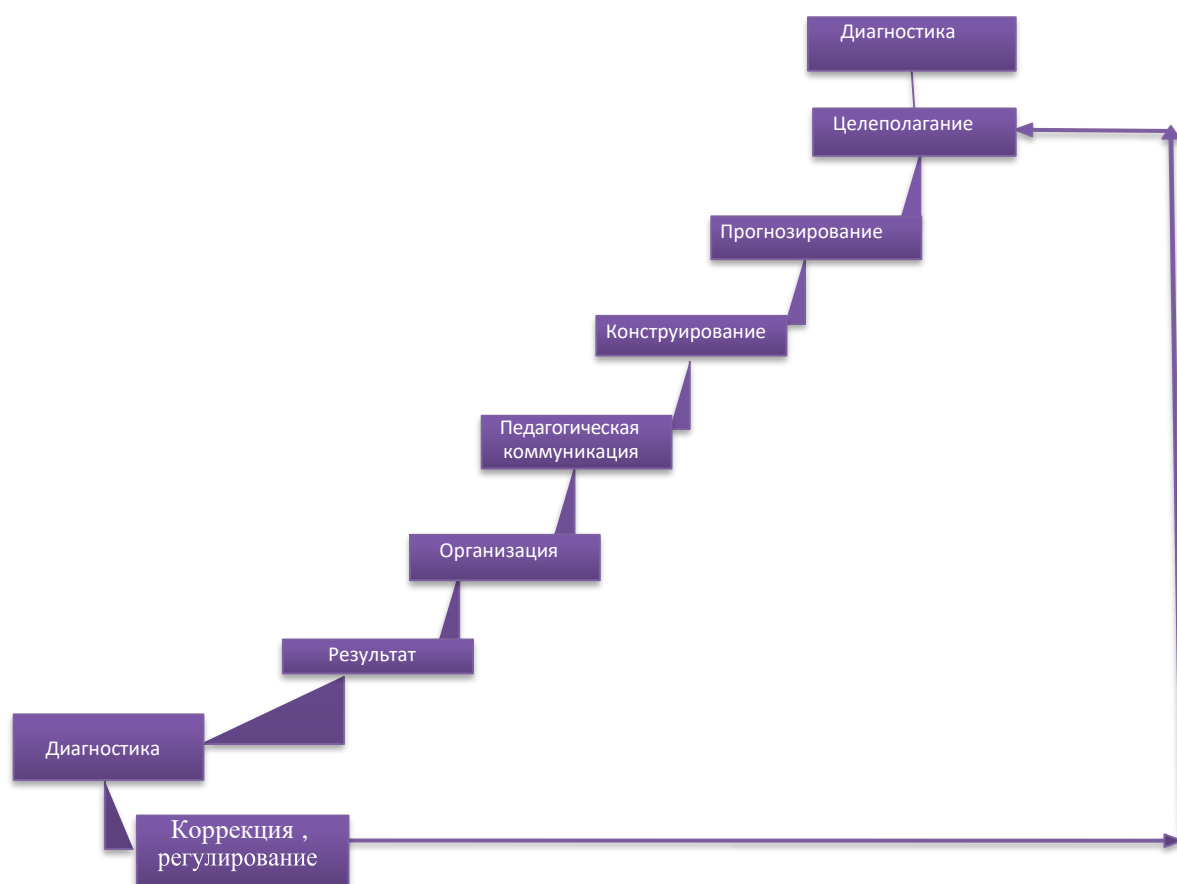 Диагностика
Целеполагание
Прогнозирование
Конструирование
Педагогическая
коммуникация
Организация
Результат
Диагностика
Коррекция ,
регулирование